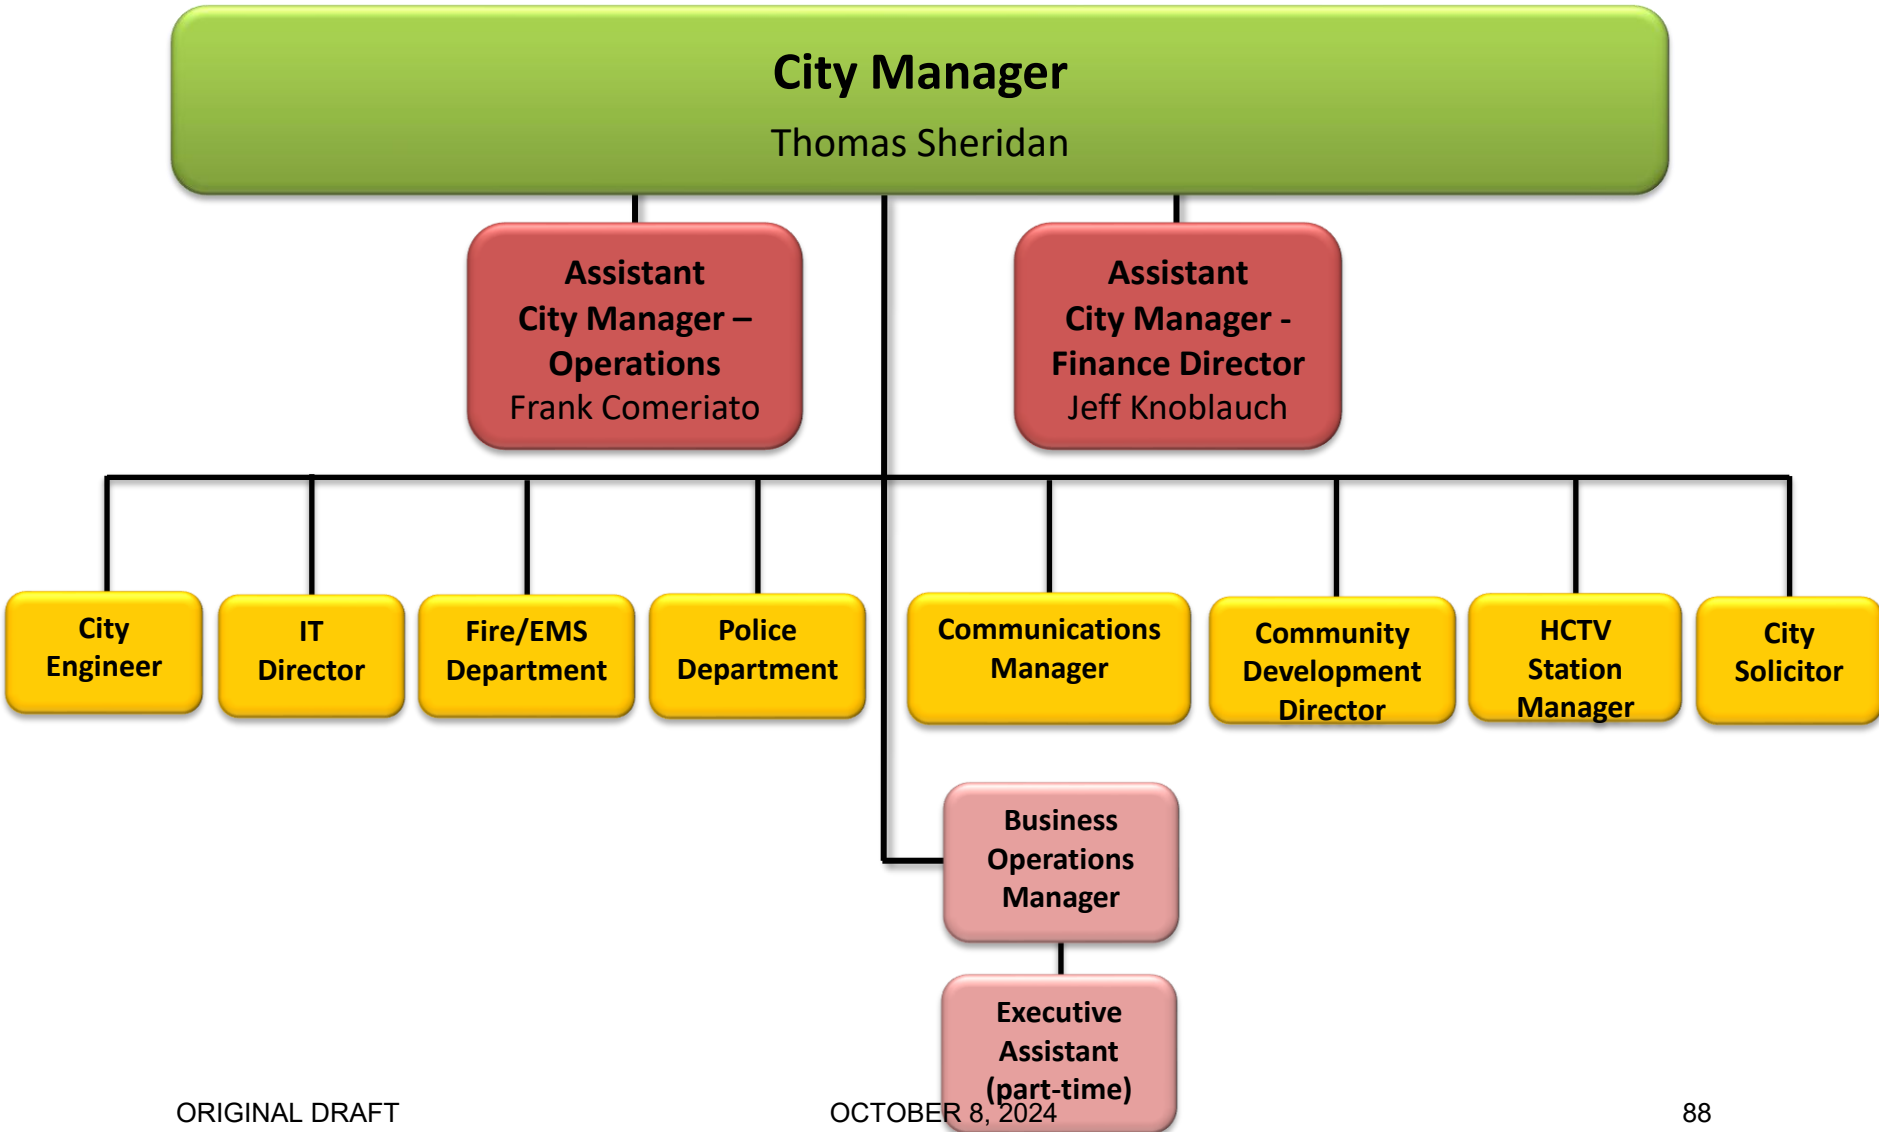 City Manager
Thomas Sheridan
Assistant
City Manager –
Operations
Frank Comeriato
Assistant
City Manager -
Finance Director
Jeff Knoblauch
City
Engineer
IT
Director
Fire/EMS
Department
Police
Department
Communications
Manager
Community
Development
Director
HCTV
Station
Manager
City
Solicitor
Business
Operations
Manager
Executive
Assistant
(part-time)
ORIGINAL DRAFT
OCTOBER 8, 2024
88